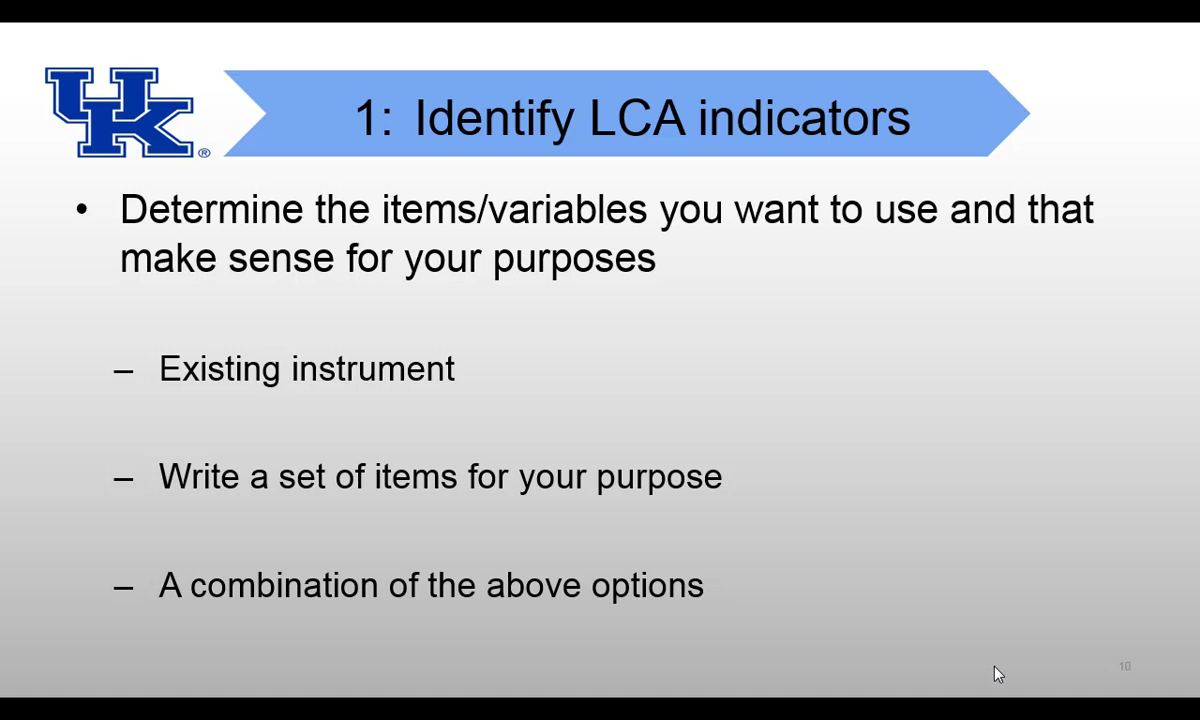 UK®
1: Identify LCA indicators
• Determine the items/variables you want to use and that
make sense for your purposes
– Existing instrument
– Write a set of items for your purpose
– A combination of the above options
10